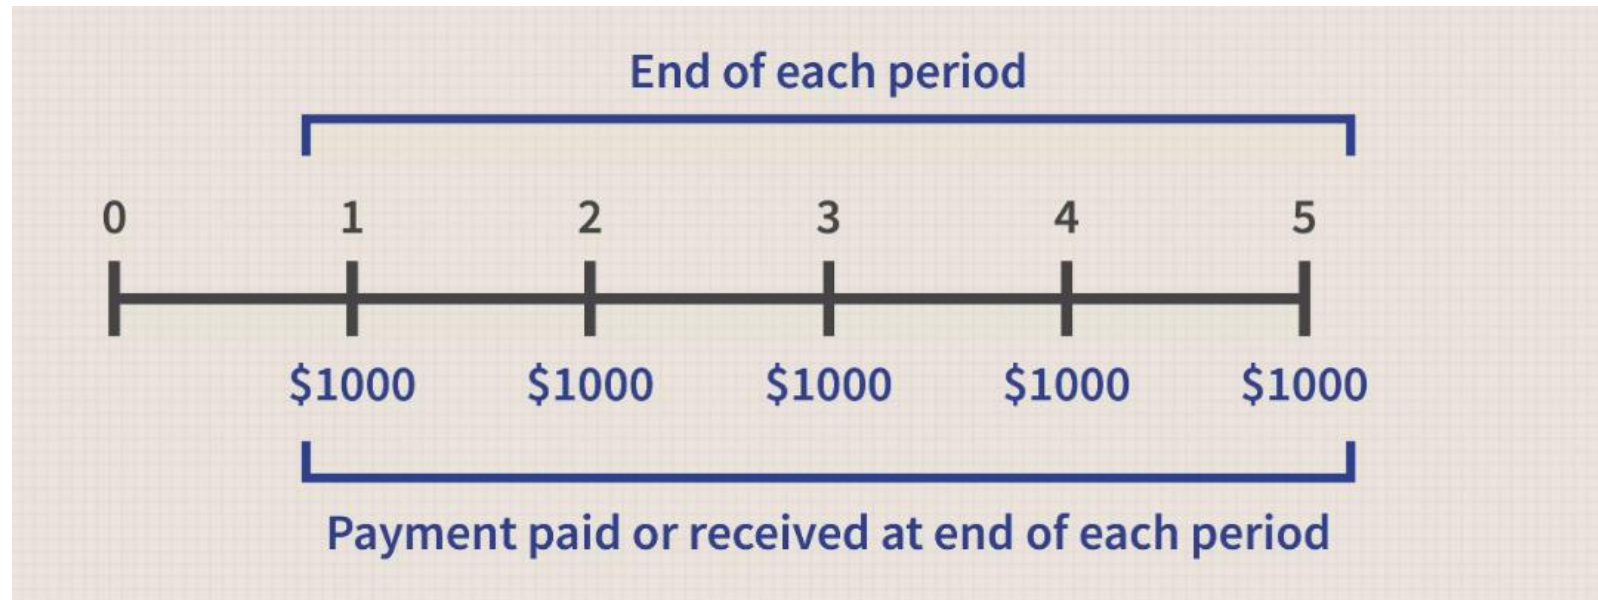 End of each period
0 1 2 3 4 5
$1000 $1000 $1000 $1000 $1000
Payment paid or received at end of each period